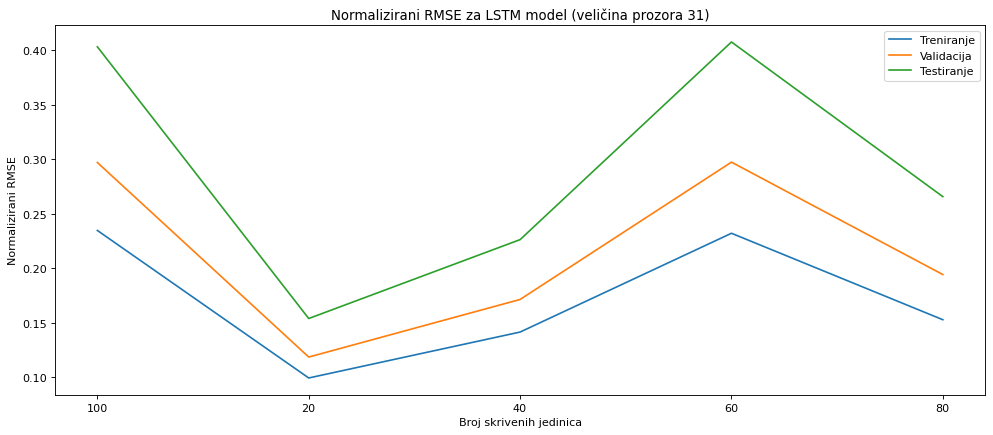 Normalizirani RMSE za LSTM model (veličina prozora 31)
Treniranje
Validacija
Testiranje
Normalizirani RMSE
0.40
0.35
0.30
0.25
0.20
0.15
0.10
100
20
40
60
80
Broj skrivenih jedinica